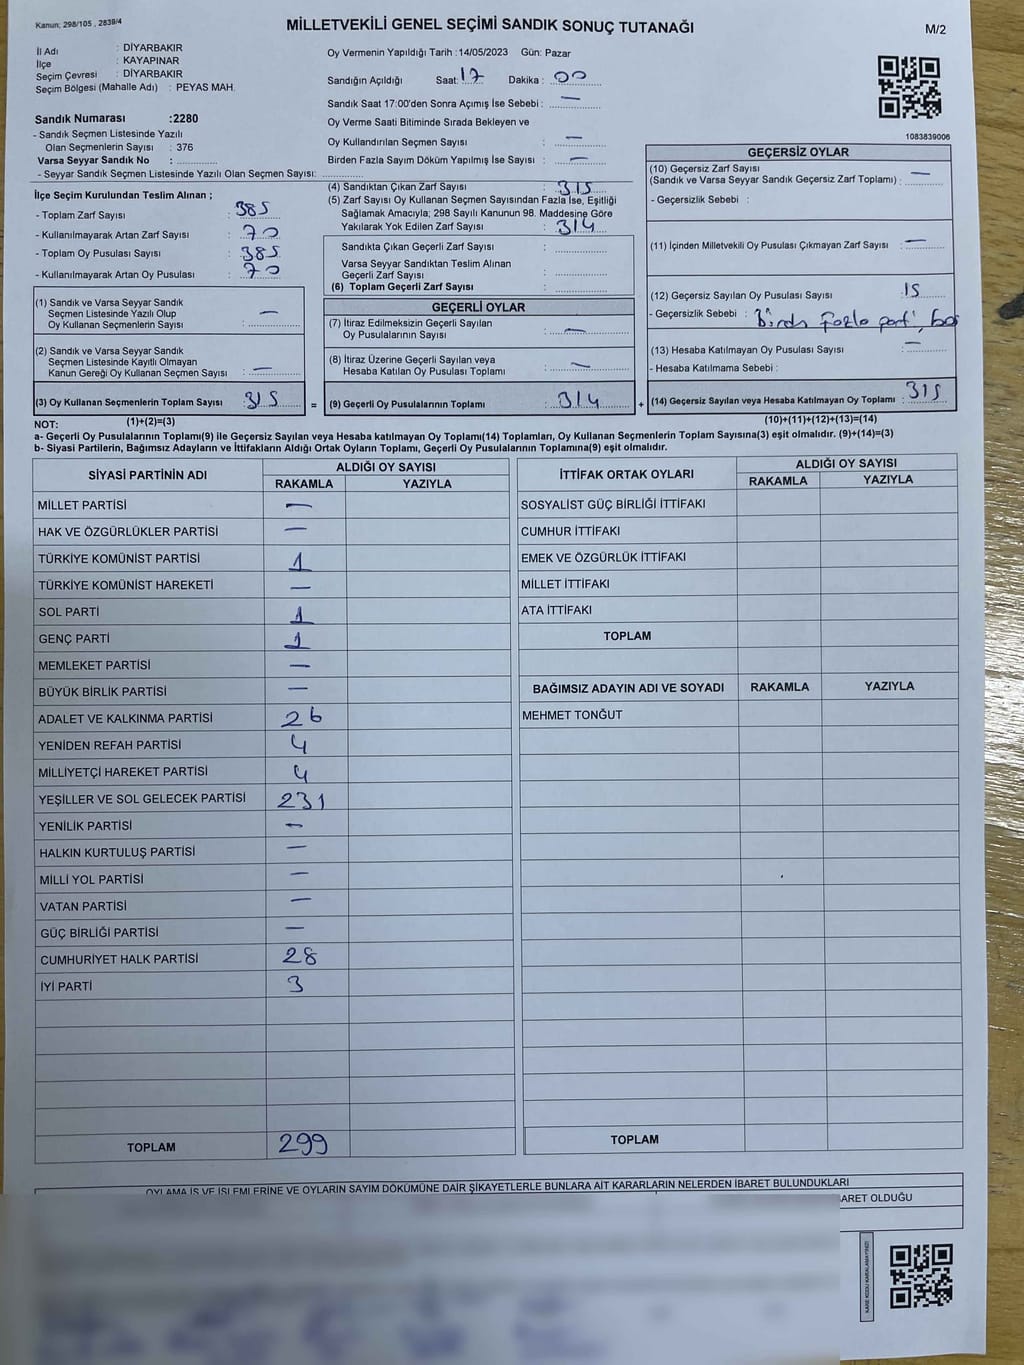 Kanun; 298/105 , 2839/4
MİLLETVEKİLİ GENEL SEÇİMİ SANDIK SONUÇ TUTANAĞI
M/2
İl Adı : DİYARBAKIR
İlçe : KAYAPINAR
Seçim Çevresi : DİYARBAKIR
Seçim Bölgesi (Mahalle Adı) : PEYAS MAH.
Oy Vermenin Yapıldığı Tarih :14/05/2023 Gün: Pazar
Sandığın Açıldığı Saat: 17 Dakika : 00
Sandık Saat 17:00'den Sonra Açımış İse Sebebi : —
Oy Verme Saati Bitiminde Sırada Bekleyen ve
Oy Kullandırılan Seçmen Sayısı : —
Birden Fazla Sayım Döküm Yapılmış İse Sayısı : —
1083839006
Sandık Numarası :2280
- Sandık Seçmen Listesinde Yazılı
Olan Seçmenlerin Sayısı : 376
Varsa Seyyar Sandık No :
- Seyyar Sandık Seçmen Listesinde Yazılı Olan Seçmen Sayısı:
İlçe Seçim Kurulundan Teslim Alınan ;
- Toplam Zarf Sayısı : 385
- Kullanılmayarak Artan Zarf Sayısı : 70
- Toplam Oy Pusulası Sayısı : 385
- Kullanılmayarak Artan Oy Pusulası : 70
(1) Sandık ve Varsa Seyyar Sandık
Seçmen Listesinde Yazılı Olup
Oy Kullanan Seçmenlerin Sayısı : —
(2) Sandık ve Varsa Seyyar Sandık
Seçmen Listesinde Kayıtlı Olmayan
Kanun Gereği Oy Kullanan Seçmen Sayısı : —
(3) Oy Kullanan Seçmenlerin Toplam Sayısı : 315 =
(1)+(2)=(3)
(4) Sandıktan Çıkan Zarf Sayısı : 315
(5) Zarf Sayısı Oy Kullanan Seçmen Sayısından Fazla İse, Eşitliği
Sağlamak Amacıyla; 298 Sayılı Kanunun 98. Maddesine Göre
Yakılarak Yok Edilen Zarf Sayısı : 314
Sandıkta Çıkan Geçerli Zarf Sayısı :
Varsa Seyyar Sandıktan Teslim Alınan
Geçerli Zarf Sayısı :
(6) Toplam Geçerli Zarf Sayısı :
GEÇERLİ OYLAR
(7) İtiraz Edilmeksizin Geçerli Sayılan
Oy Pusulalarının Sayısı : —
(8) İtiraz Üzerine Geçerli Sayılan veya
Hesaba Katılan Oy Pusulası Toplamı : —
(9) Geçerli Oy Pusulalarının Toplamı : 314 +
GEÇERSİZ OYLAR
(10) Geçersiz Zarf Sayısı
(Sandık ve Varsa Seyyar Sandık Geçersiz Zarf Toplamı) : —
- Geçersizlik Sebebi :
(11) İçinden Milletvekili Oy Pusulası Çıkmayan Zarf Sayısı : —
(12) Geçersiz Sayılan Oy Pusulası Sayısı : 15
- Geçersizlik Sebebi : Birden fazla parti,
(13) Hesaba Katılmayan Oy Pusulası Sayısı : —
- Hesaba Katılmama Sebebi :
(14) Geçersiz Sayılan veya Hesaba Katılmayan Oy Toplamı : 315
(10)+(11)+(12)+(13)=(14)
NOT:
a- Geçerli Oy Pusulalarının Toplamı(9) ile Geçersiz Sayılan veya Hesaba katılmayan Oy Toplamı(14) Toplamları, Oy Kullanan Seçmenlerin Toplam Sayısına(3) eşit olmalıdır. (9)+(14)=(3)
b- Siyasi Partilerin, Bağımsız Adayların ve İttifakların Aldığı Ortak Oyların Toplamı, Geçerli Oy Pusulalarının Toplamına(9) eşit olmalıdır.
SİYASİ PARTİNİN ADI ALDIĞI OY SAYISI
RAKAMLA YAZIYLA
MİLLET PARTİSİ —
HAK VE ÖZGÜRLÜKLER PARTİSİ —
TÜRKİYE KOMÜNİST PARTİSİ 1
TÜRKİYE KOMÜNİST HAREKETİ —
SOL PARTİ 1
GENÇ PARTİ 1
MEMLEKET PARTİSİ —
BÜYÜK BİRLİK PARTİSİ —
ADALET VE KALKINMA PARTİSİ 26
YENİDEN REFAH PARTİSİ 4
MİLLİYETÇİ HAREKET PARTİSİ 4
YEŞİLLER VE SOL GELECEK PARTİSİ 231
YENİLİK PARTİSİ —
HALKIN KURTULUŞ PARTİSİ —
MİLLİ YOL PARTİSİ —
VATAN PARTİSİ —
GÜÇ BİRLİĞİ PARTİSİ —
CUMHURİYET HALK PARTİSİ 28
İYİ PARTİ 3
TOPLAM 299
İTTİFAK ORTAK OYLARI ALDIĞI OY SAYISI
RAKAMLA YAZIYLA
SOSYALİST GÜÇ BİRLİĞİ İTTİFAKI
CUMHUR İTTİFAKI
EMEK VE ÖZGÜRLÜK İTTİFAKI
MİLLET İTTİFAKI
ATA İTTİFAKI
TOPLAM
BAĞIMSIZ ADAYIN ADI VE SOYADI RAKAMLA YAZIYLA
MEHMET TONĞUT
TOPLAM
OYLAMA İŞ VE İŞLEMLERİNE VE OYLARIN SAYIM DÖKÜMÜNE DAİR ŞİKAYETLERLE BUNLARA AİT KARARLARIN NELERDEN İBARET BULUNDUKLARI
OLDUĞU
KARE KODU KARALAMAYINIZ!